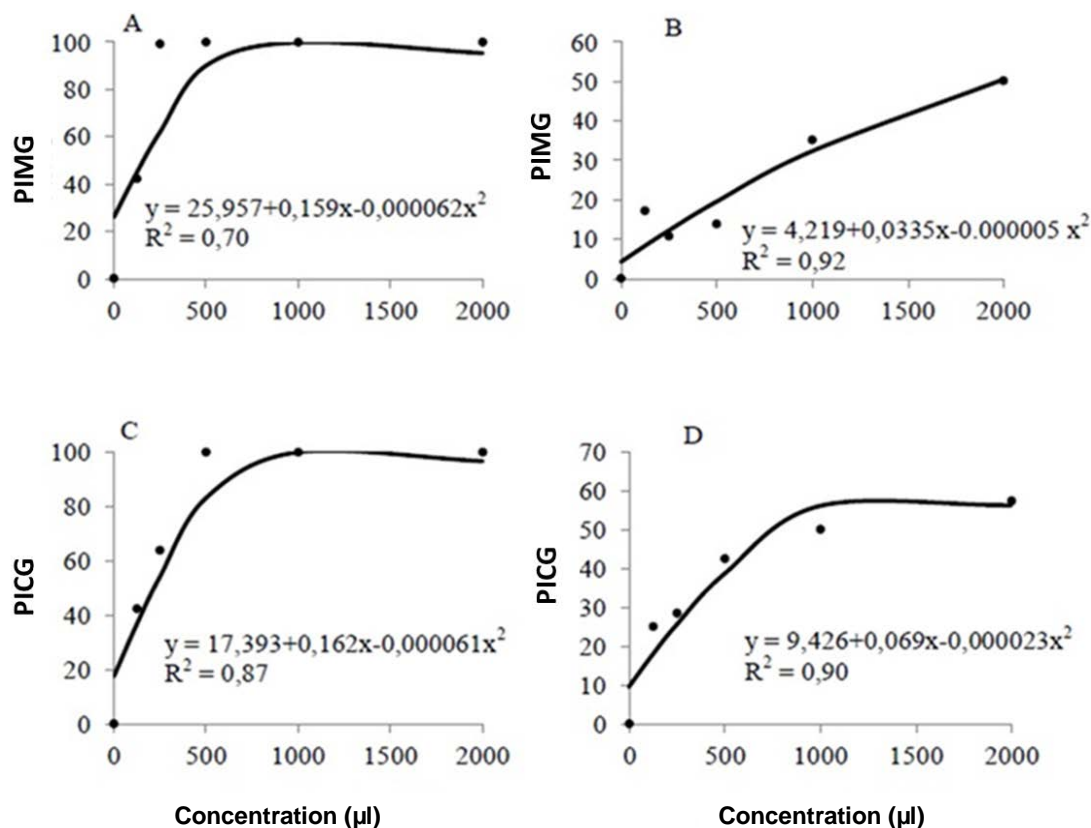 A
PIMG
100
80
60
40
20
0
y = 25,957+0,159x-0,000062x²
R² = 0,70
0 500 1000 1500 2000
B
PIMG
60
50
40
30
20
10
0
y = 4,219+0,0335x-0.000005 x²
R² = 0,92
0 500 1000 1500 2000
C
PICG
100
80
60
40
20
0
y = 17,393+0,162x-0,000061x²
R² = 0,87
0 500 1000 1500 2000
Concentration (µl)
D
PICG
70
60
50
40
30
20
10
0
y = 9,426+0,069x-0,000023x²
R² = 0,90
0 500 1000 1500 2000
Concentration (µl)